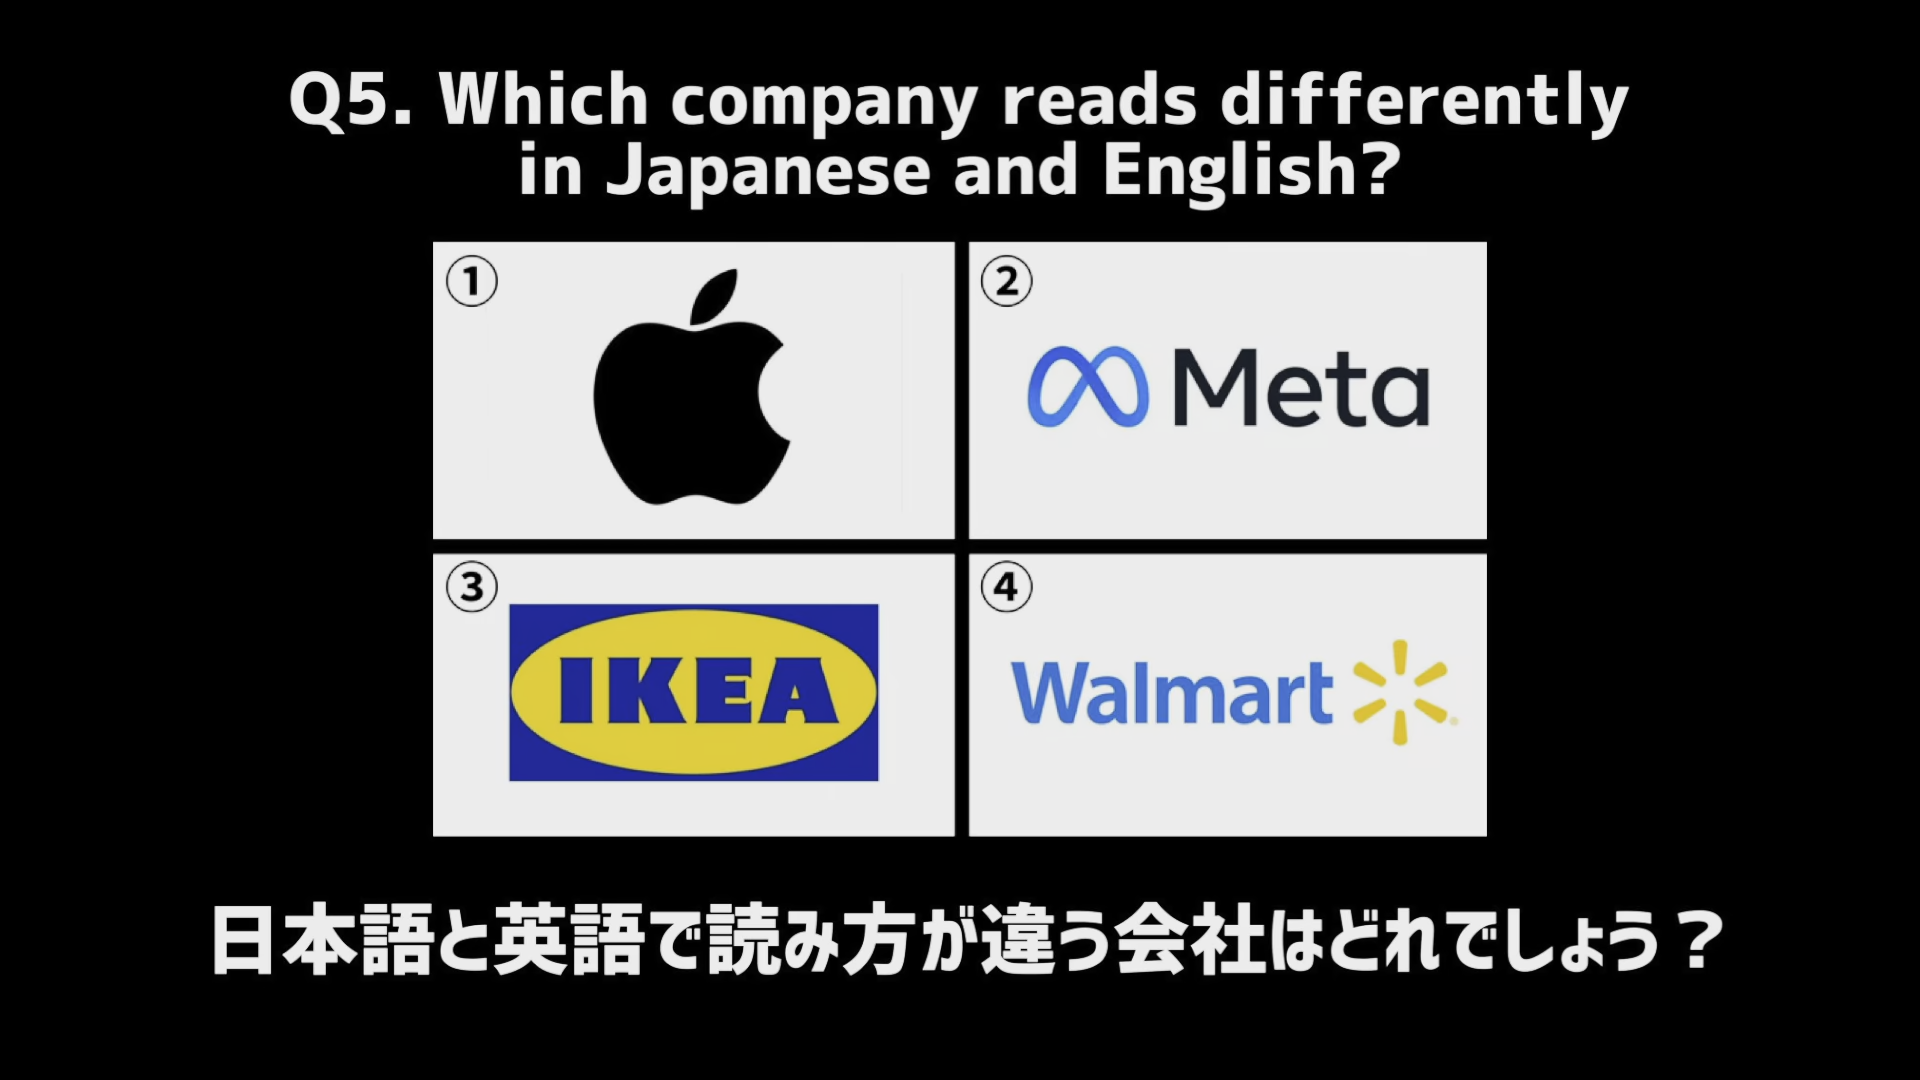 Q5. Which company reads differently
in Japanese and English?
①
②
Meta
③
IKEA
④
Walmart
日本語と英語で読み方が違う会社はどれでしょう？